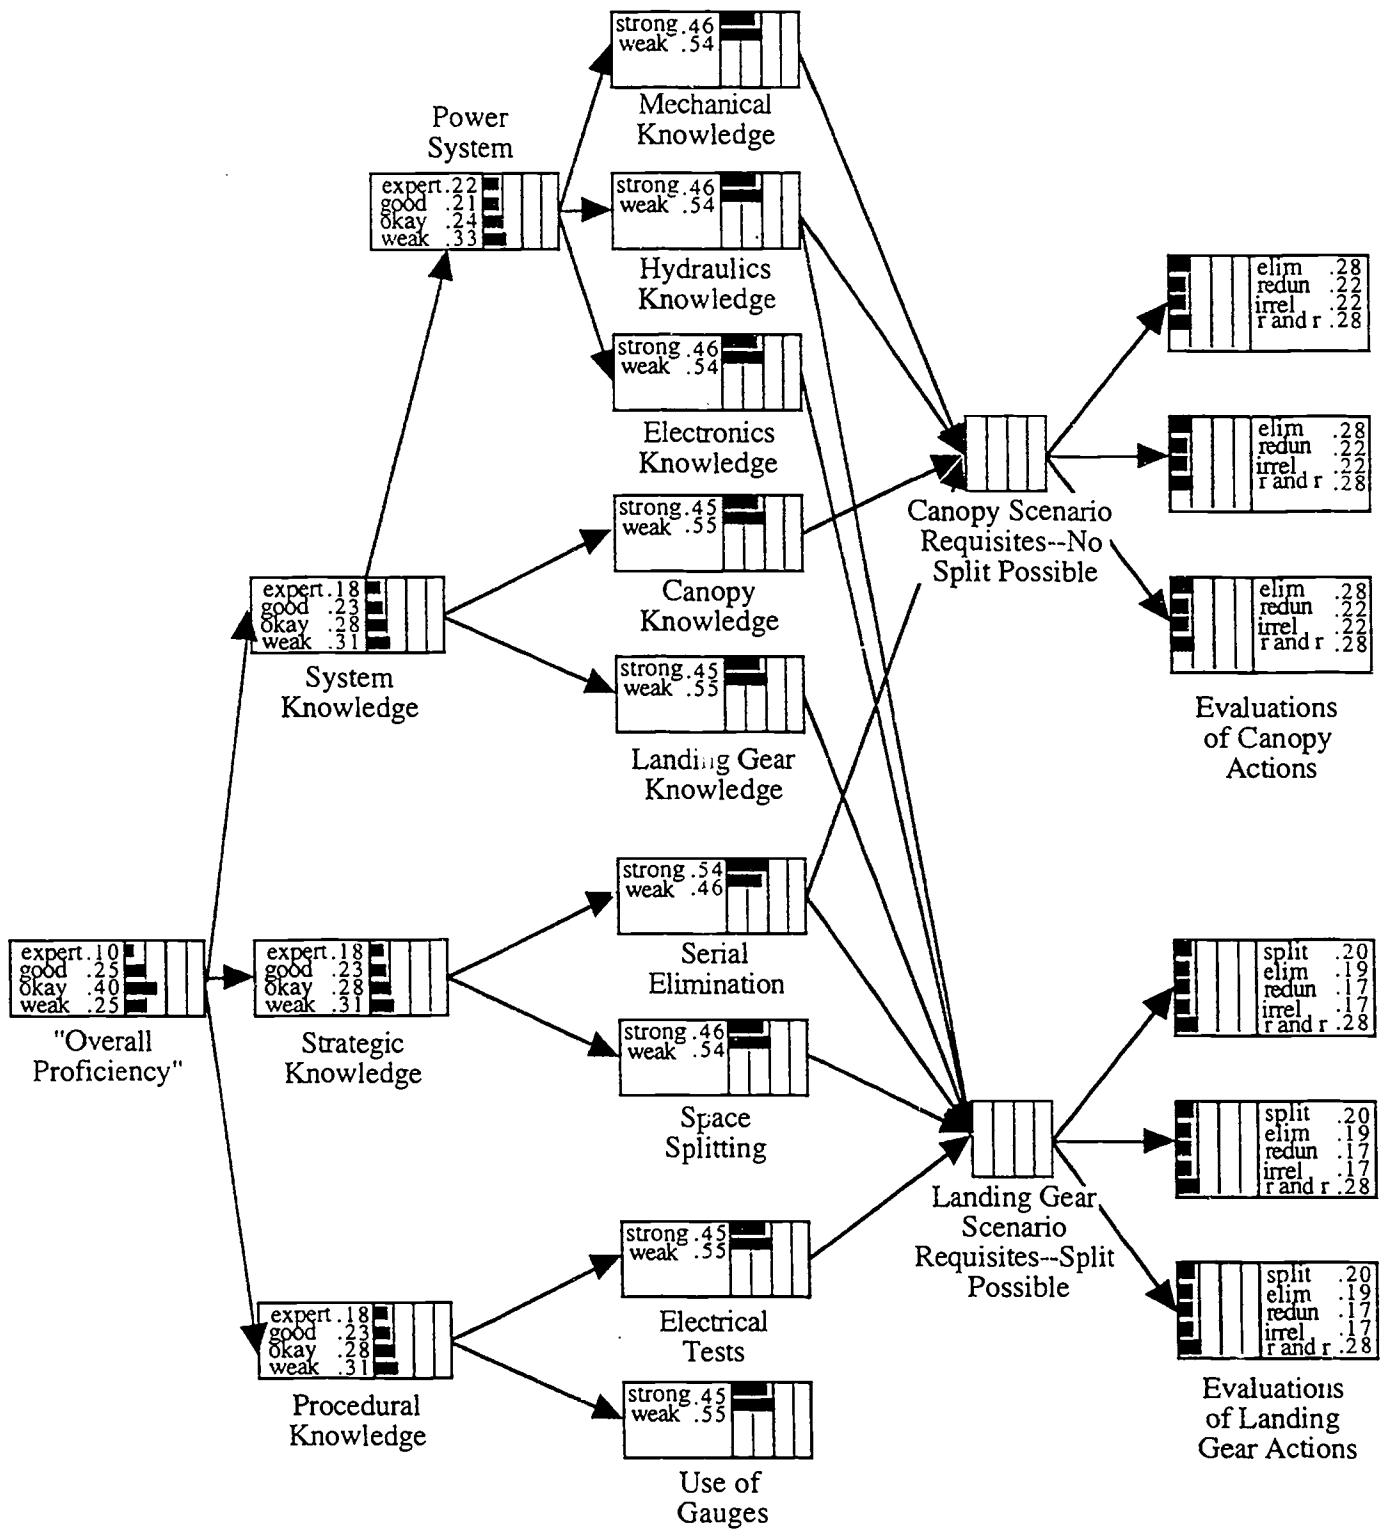 strong .46
weak .54
Mechanical
Knowledge
Power
System
expert .22
good .21
okay .24
weak .33
strong .46
weak .54
Hydraulics
Knowledge
strong .46
weak .54
Electronics
Knowledge
elim .28
redun .22
irrel .22
r and r .28
elim .28
redun .22
irrel .22
r and r .28
elim .28
redun .22
irrel .22
r and r .28
Evaluations
of Canopy
Actions
Canopy Scenario
Requisites--No
Split Possible
strong .45
weak .55
Canopy
Knowledge
expert .18
good .23
okay .28
weak .31
System
Knowledge
strong .45
weak .55
Landing Gear
Knowledge
strong .54
weak .46
Serial
Elimination
expert .10
good .25
okay .40
weak .25
"Overall
Proficiency"
expert .18
good .23
okay .28
weak .31
Strategic
Knowledge
strong .46
weak .54
Space
Splitting
split .20
elim .19
redun .17
irrel .17
r and r .28
split .20
elim .19
redun .17
irrel .17
r and r .28
split .20
elim .19
redun .17
irrel .17
r and r .28
Evaluations
of Landing
Gear Actions
Landing Gear
Scenario
Requisites--Split
Possible
strong .45
weak .55
Electrical
Tests
expert .18
good .23
okay .28
weak .31
Procedural
Knowledge
strong .45
weak .55
Use of
Gauges